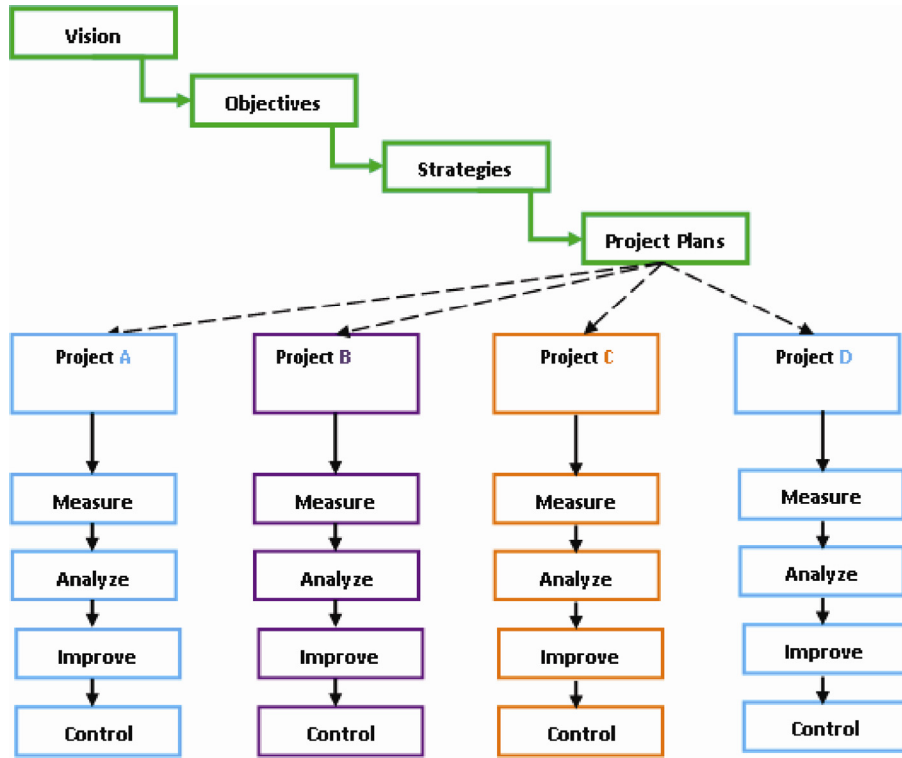 Vision
Objectives
Strategies
Project Plans
Project A
Project B
Project C
Project D
Measure
Measure
Measure
Measure
Analyze
Analyze
Analyze
Analyze
Improve
Improve
Improve
Improve
Control
Control
Control
Control